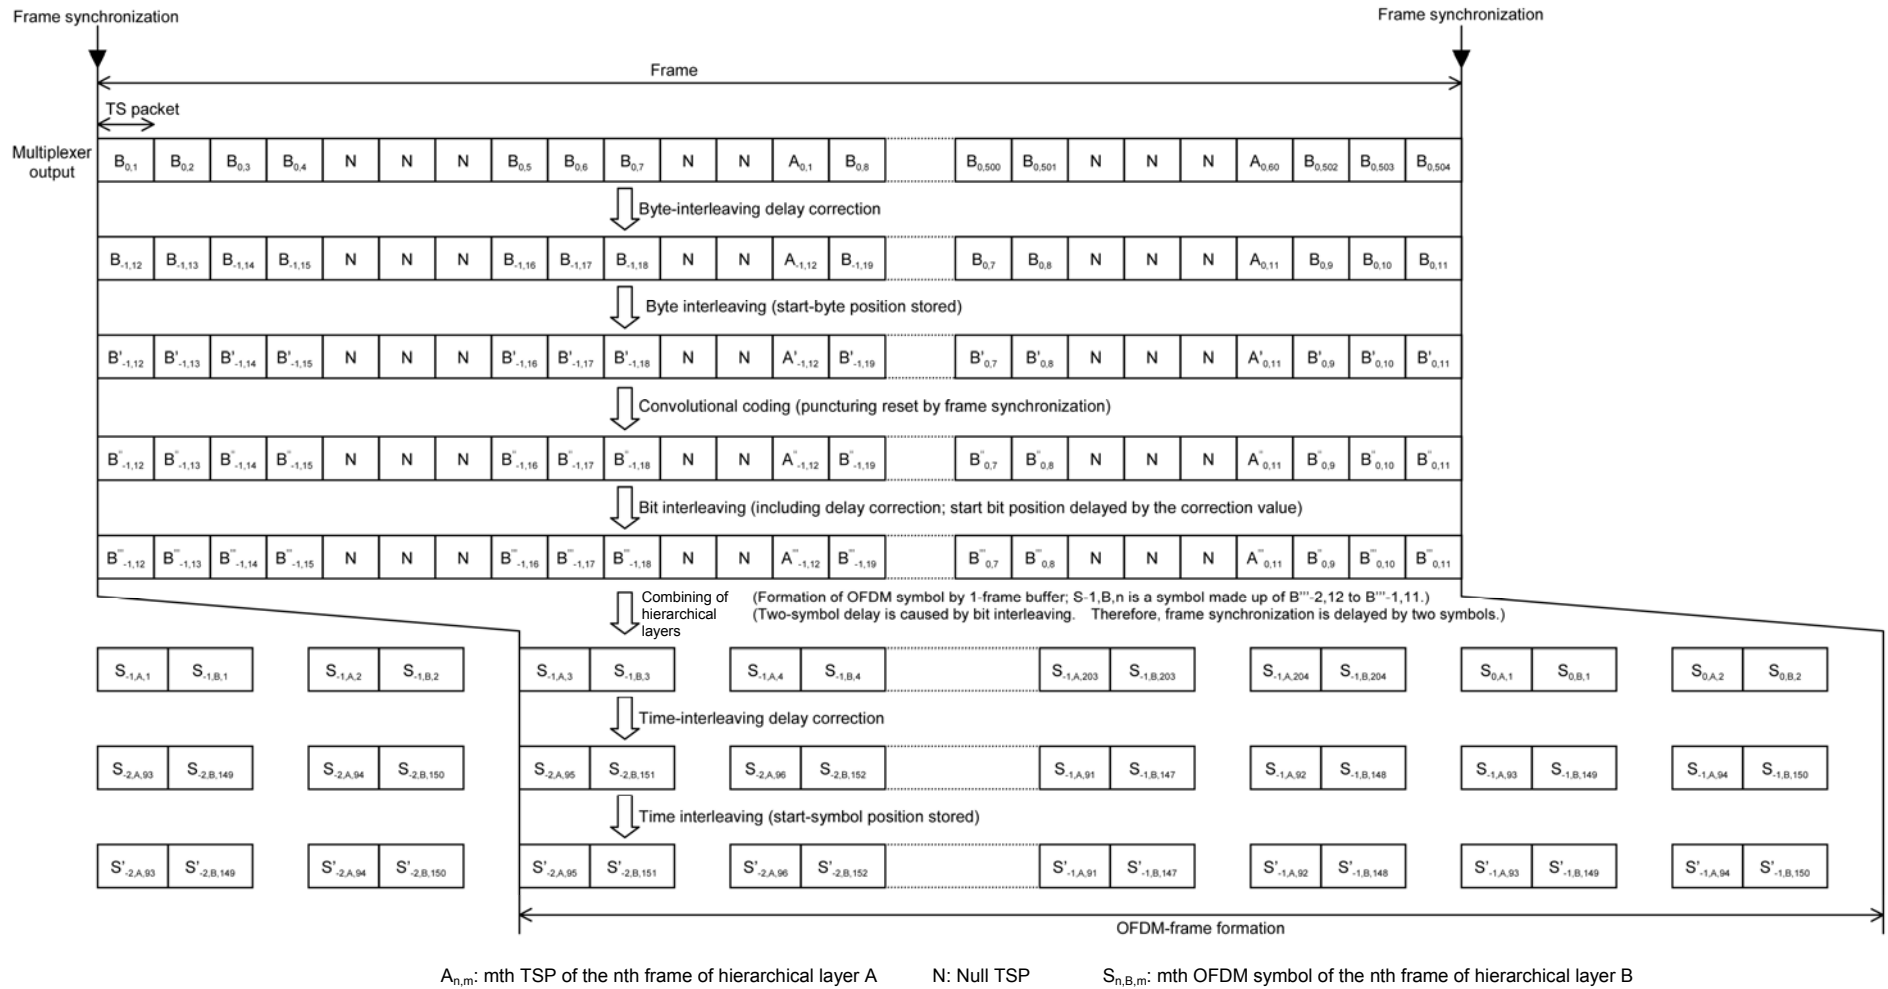 Frame synchronization Frame synchronization
Frame
TS packet
Multiplexer
output
B0,1 B0,2 B0,3 B0,4 N N N B0,5 B0,6 B0,7 N N A0,1 B0,8 B0,500 B0,501 N N N A0,60 B0,502 B0,503 B0,504
Byte-interleaving delay correction
B-1,12 B-1,13 B-1,14 B-1,15 N N N B-1,16 B-1,17 B-1,18 N N A-1,12 B-1,19 B0,7 B0,8 N N N A0,11 B0,9 B0,10 B0,11
Byte interleaving (start-byte position stored)
B'-1,12 B'-1,13 B'-1,14 B'-1,15 N N N B'-1,16 B'-1,17 B'-1,18 N N A'-1,12 B'-1,19 B'0,7 B'0,8 N N N A'0,11 B'0,9 B'0,10 B'0,11
Convolutional coding (puncturing reset by frame synchronization)
B"-1,12 B"-1,13 B"-1,14 B"-1,15 N N N B"-1,16 B"-1,17 B"-1,18 N N A"-1,12 B"-1,19 B"0,7 B"0,8 N N N A"0,11 B"0,9 B"0,10 B"0,11
Bit interleaving (including delay correction; start bit position delayed by the correction value)
B'''-1,12 B'''-1,13 B'''-1,14 B'''-1,15 N N N B'''-1,16 B'''-1,17 B'''-1,18 N N A'''-1,12 B'''-1,19 B'''0,7 B'''0,8 N N N A'''0,11 B'''0,9 B'''0,10 B'''0,11
Combining of
hierarchical
layers
(Formation of OFDM symbol by 1-frame buffer; S-1,B,n is a symbol made up of B'''-2,12 to B'''-1,11.)
(Two-symbol delay is caused by bit interleaving. Therefore, frame synchronization is delayed by two symbols.)
S-1,A,1 S-1,B,1 S-1,A,2 S-1,B,2 S-1,A,3 S-1,B,3 S-1,A,4 S-1,B,4 S-1,A,203 S-1,B,203 S-1,A,204 S-1,B,204 S0,A,1 S0,B,1 S0,A,2 S0,B,2
Time-interleaving delay correction
S-2,A,93 S-2,B,149 S-2,A,94 S-2,B,150 S-2,A,95 S-2,B,151 S-2,A,96 S-2,B,152 S-1,A,91 S-1,B,147 S-1,A,92 S-1,B,148 S-1,A,93 S-1,B,149 S-1,A,94 S-1,B,150
Time interleaving (start-symbol position stored)
S'-2,A,93 S'-2,B,149 S'-2,A,94 S'-2,B,150 S'-2,A,95 S'-2,B,151 S'-2,A,96 S'-2,B,152 S'-1,A,91 S'-1,B,147 S'-1,A,92 S'-1,B,148 S'-1,A,93 S'-1,B,149 S'-1,A,94 S'-1,B,150
OFDM-frame formation
An,m: mth TSP of the nth frame of hierarchical layer A N: Null TSP Sn,B,m: mth OFDM symbol of the nth frame of hierarchical layer B